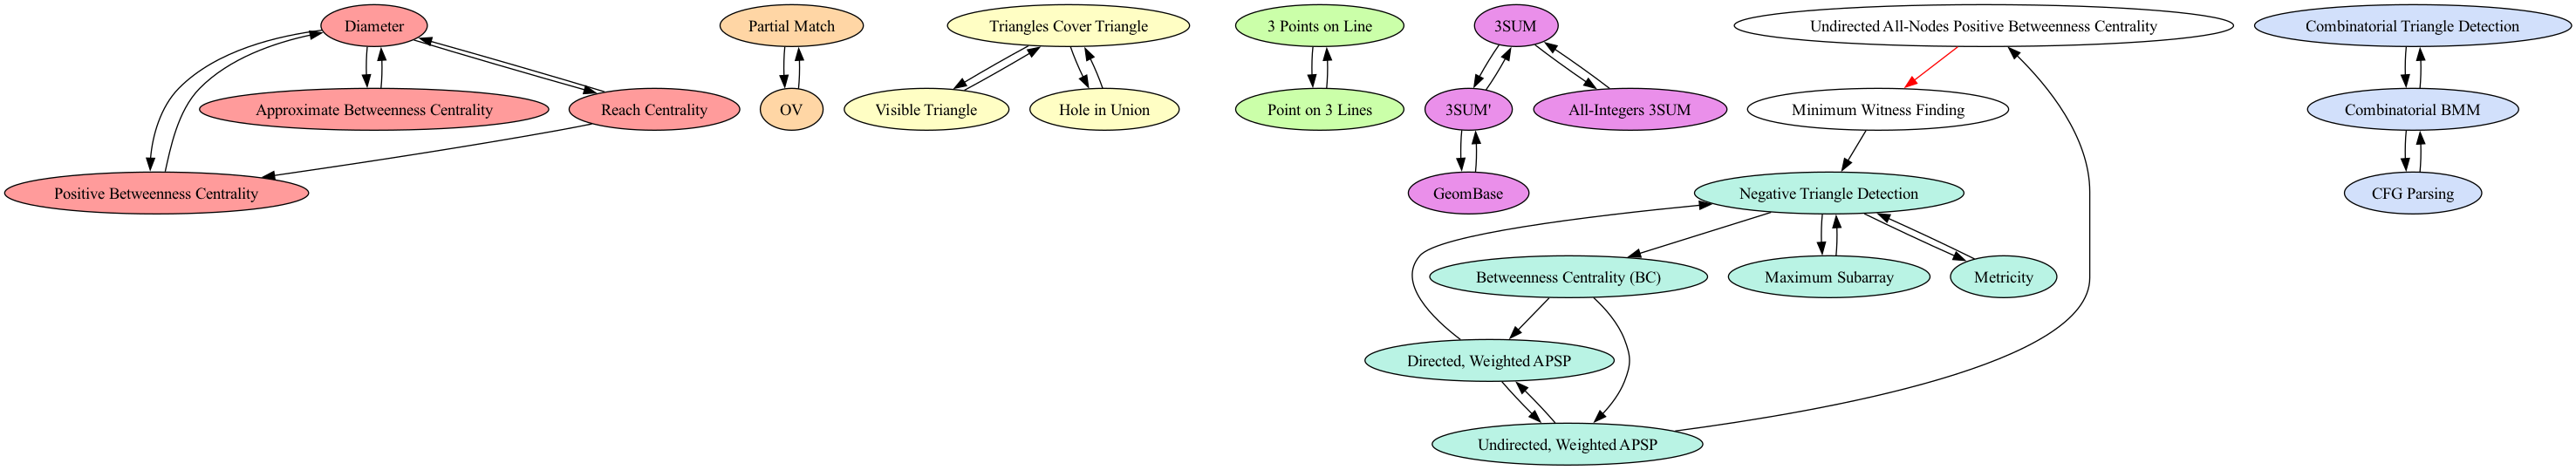 Diameter
Partial Match
Triangles Cover Triangle
3 Points on Line
3SUM
Undirected All-Nodes Positive Betweenness Centrality
Combinatorial Triangle Detection
Approximate Betweenness Centrality
Reach Centrality
OV
Visible Triangle
Hole in Union
Point on 3 Lines
3SUM'
All-Integers 3SUM
Minimum Witness Finding
Combinatorial BMM
Positive Betweenness Centrality
GeomBase
Negative Triangle Detection
CFG Parsing
Betweenness Centrality (BC)
Maximum Subarray
Metricity
Directed, Weighted APSP
Undirected, Weighted APSP